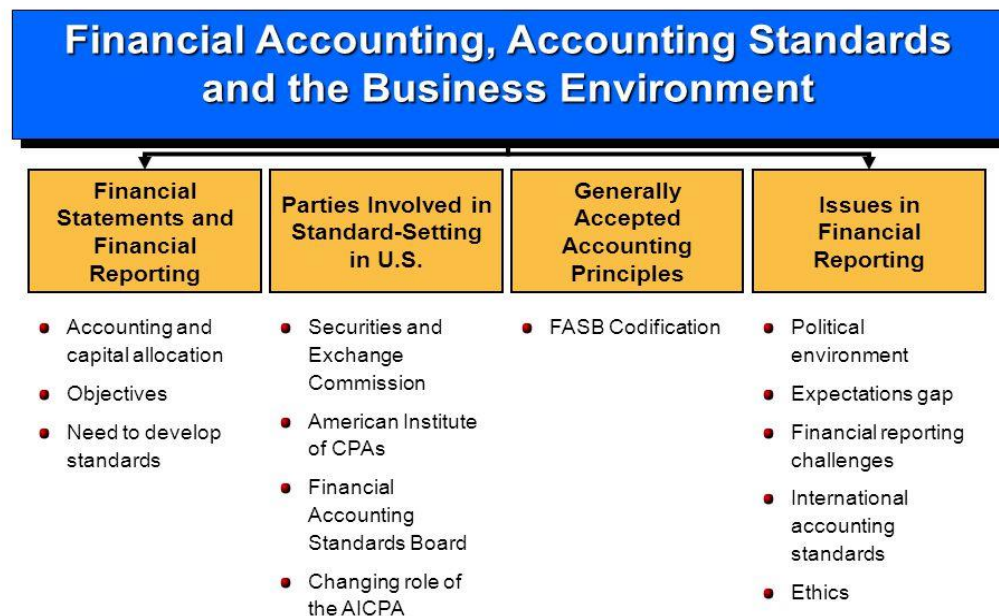 Financial Accounting, Accounting Standards
and the Business Environment
Financial
Statements and
Financial
Reporting
Accounting and
capital allocation
Objectives
Need to develop
standards
Parties Involved in
Standard-Setting
in U.S.
Securities and
Exchange
Commission
American Institute
of CPAs
Financial
Accounting
Standards Board
Changing role of
the AICPA
Generally
Accepted
Accounting
Principles
FASB Codification
Issues in
Financial
Reporting
Political
environment
Expectations gap
Financial reporting
challenges
International
accounting
standards
Ethics